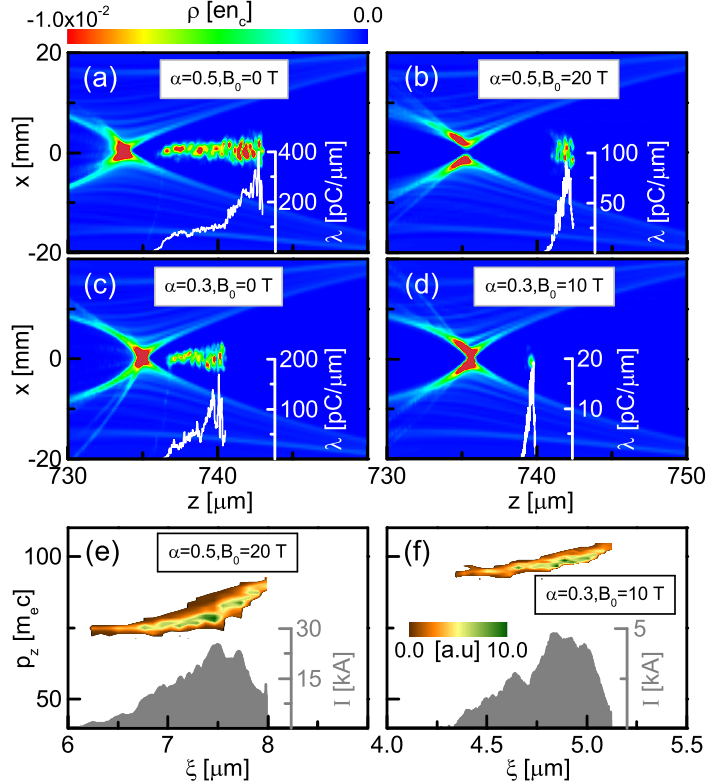 -1.0x10⁻² ρ [en_c] 0.0
(a) α=0.5,B₀=0 T
(b) α=0.5,B₀=20 T
20
0
-20
x [mm]
400
200
λ [pC/μm]
100
50
0
λ [pC/μm]
(c) α=0.3,B₀=0 T
(d) α=0.3,B₀=10 T
0
-20
x [mm]
200
100
λ [pC/μm]
20
10
0
λ [pC/μm]
730 740
730 740 750
z [μm]
z [μm]
(e) α=0.5,B₀=20 T
(f)
α=0.3,B₀=10 T
100
50
p_z [m_e c]
30
15
I [kA]
0.0 [a.u] 10.0
5
I [kA]
6 7 8
4.0 4.5 5.0 5.5
ξ [μm]
ξ [μm]